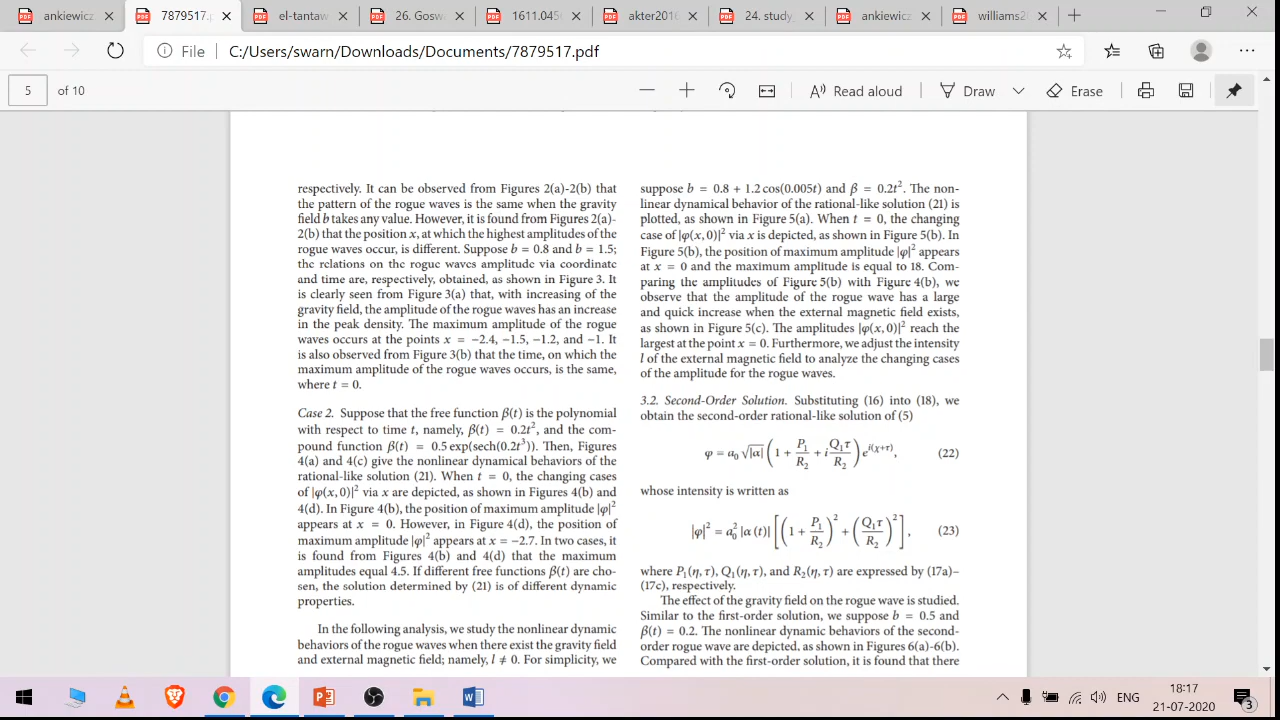 ankiewicz
7879517.
el-tantaw
26. Gosw
1611.045
akter2016
24. study
ankiewicz
williams20
File
C:/Users/swarn/Downloads/Documents/7879517.pdf
5 of 10
Read aloud
Draw
Erase
respectively. It can be observed from Figures 2(a)-2(b) that
the pattern of the rogue waves is the same when the gravity
field b takes any value. However, it is found from Figures 2(a)-
2(b) that the position x, at which the highest amplitudes of the
rogue waves occur, is different. Suppose b = 0.8 and b = 1.5;
the relations on the rogue waves amplitude via coordinate
and time are, respectively, obtained, as shown in Figure 3. It
is clearly seen from Figure 3(a) that, with increasing of the
gravity field, the amplitude of the rogue waves has an increase
in the peak density. The maximum amplitude of the rogue
waves occurs at the points x = −2.4, −1.5, −1.2, and −1. It
is also observed from Figure 3(b) that the time, on which the
maximum amplitude of the rogue waves occurs, is the same,
where t = 0.
Case 2. Suppose that the free function β(t) is the polynomial
with respect to time t, namely, β(t) = 0.2t², and the com-
pound function β(t) = 0.5 exp(sech(0.2t³)). Then, Figures
4(a) and 4(c) give the nonlinear dynamical behaviors of the
rational-like solution (21). When t = 0, the changing cases
of |φ(x, 0)|² via x are depicted, as shown in Figures 4(b) and
4(d). In Figure 4(b), the position of maximum amplitude |φ|²
appears at x = 0. However, in Figure 4(d), the position of
maximum amplitude |φ|² appears at x = −2.7. In two cases, it
is found from Figures 4(b) and 4(d) that the maximum
amplitudes equal 4.5. If different free functions β(t) are cho-
sen, the solution determined by (21) is of different dynamic
properties.
In the following analysis, we study the nonlinear dynamic
behaviors of the rogue waves when there exist the gravity field
and external magnetic field; namely, l ≠ 0. For simplicity, we
suppose b = 0.8 + 1.2 cos(0.005t) and β = 0.2t². The non-
linear dynamical behavior of the rational-like solution (21) is
plotted, as shown in Figure 5(a). When t = 0, the changing
case of |φ(x, 0)|² via x is depicted, as shown in Figure 5(b). In
Figure 5(b), the position of maximum amplitude |φ|² appears
at x = 0 and the maximum amplitude is equal to 18. Com-
paring the amplitudes of Figure 5(b) with Figure 4(b), we
observe that the amplitude of the rogue wave has a large
and quick increase when the external magnetic field exists,
as shown in Figure 5(c). The amplitudes |φ(x, 0)|² reach the
largest at the point x = 0. Furthermore, we adjust the intensity
l of the external magnetic field to analyze the changing cases
of the amplitude for the rogue waves.
3.2. Second-Order Solution. Substituting (16) into (18), we
obtain the second-order rational-like solution of (5)
φ = a₀ √|α| (1 + P₁/R₂ + i Q₁τ/R₂) e^{i(χ+τ)}, (22)
whose intensity is written as
|φ|² = a₀² |α (t)| [(1 + P₁/R₂)² + (Q₁τ/R₂)²], (23)
where P₁(η, τ), Q₁(η, τ), and R₂(η, τ) are expressed by (17a)–
(17c), respectively.
The effect of the gravity field on the rogue wave is studied.
Similar to the first-order solution, we suppose b = 0.5 and
β(t) = 0.2. The nonlinear dynamic behaviors of the second-
order rogue wave are depicted, as shown in Figures 6(a)-6(b).
Compared with the first-order solution, it is found that there
ENG
18:17
21-07-2020
3